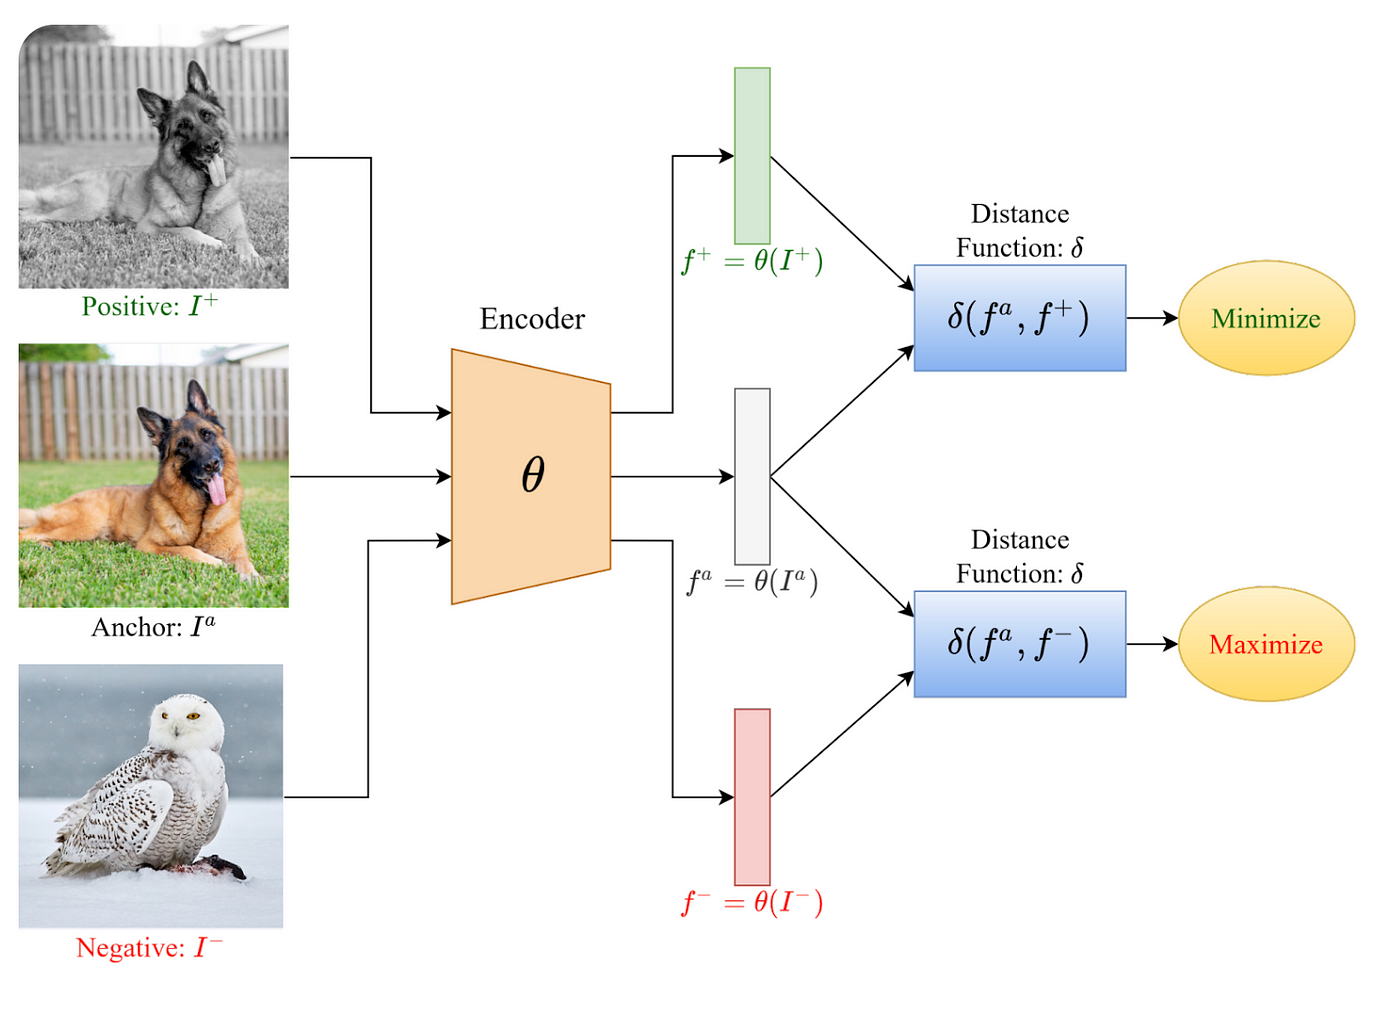 Positive: I⁺
Anchor: Iᵃ
Negative: I⁻
Encoder
θ
f⁺ = θ(I⁺)
fᵃ = θ(Iᵃ)
f⁻ = θ(I⁻)
Distance
Function: δ
δ(fᵃ, f⁺)
Minimize
Distance
Function: δ
δ(fᵃ, f⁻)
Maximize